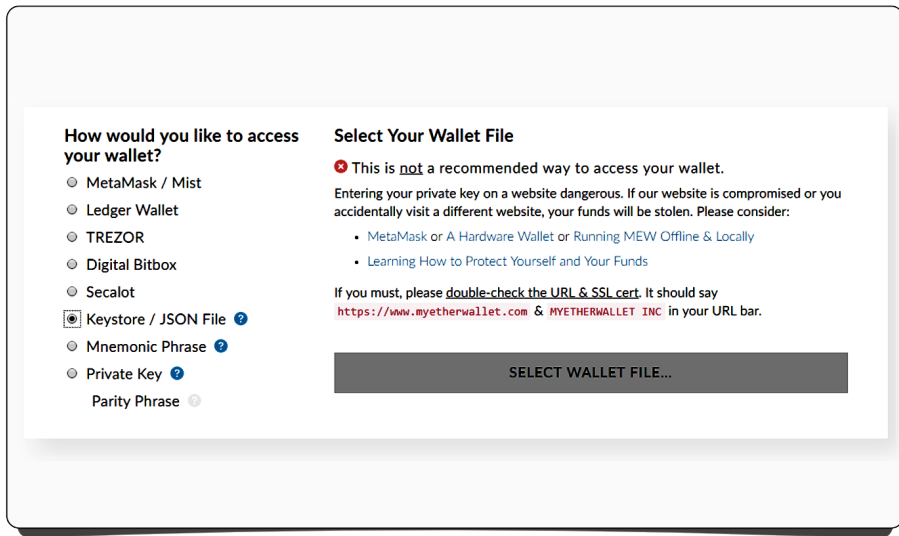 How would you like to access
your wallet?
MetaMask / Mist
Ledger Wallet
TREZOR
Digital Bitbox
Secalot
Keystore / JSON File ?
Mnemonic Phrase ?
Private Key ?
Parity Phrase ?
Select Your Wallet File
This is not a recommended way to access your wallet.
Entering your private key on a website dangerous. If our website is compromised or you
accidentally visit a different website, your funds will be stolen. Please consider:
• MetaMask or A Hardware Wallet or Running MEW Offline & Locally
• Learning How to Protect Yourself and Your Funds
If you must, please double-check the URL & SSL cert. It should say
https://www.myetherwallet.com & MYETHERWALLET INC in your URL bar.
SELECT WALLET FILE...